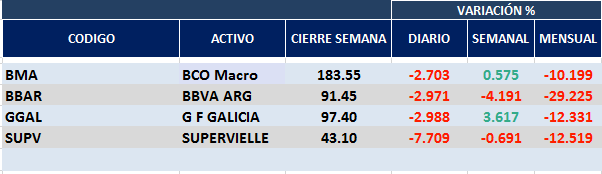 VARIACIÓN %
CODIGO ACTIVO CIERRE SEMANA DIARIO SEMANAL MENSUAL
BMA BCO Macro 183.55 -2.703 0.575 -10.199
BBAR BBVA ARG 91.45 -2.971 -4.191 -29.225
GGAL G F GALICIA 97.40 -2.988 3.617 -12.331
SUPV SUPERVIELLE 43.10 -7.709 -0.691 -12.519